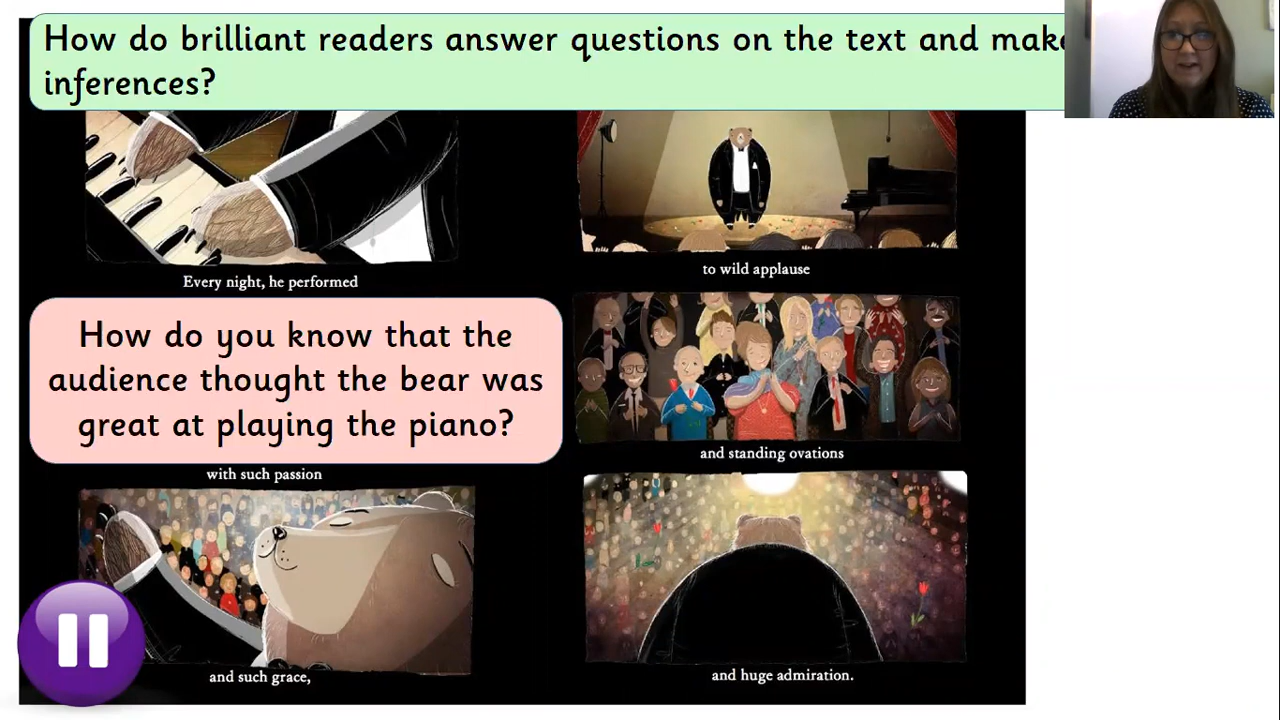 How do brilliant readers answer questions on the text and make
inferences?
Every night, he performed
How do you know that the
audience thought the bear was
great at playing the piano?
with such passion
and such grace,
to wild applause
and standing ovations
and huge admiration.